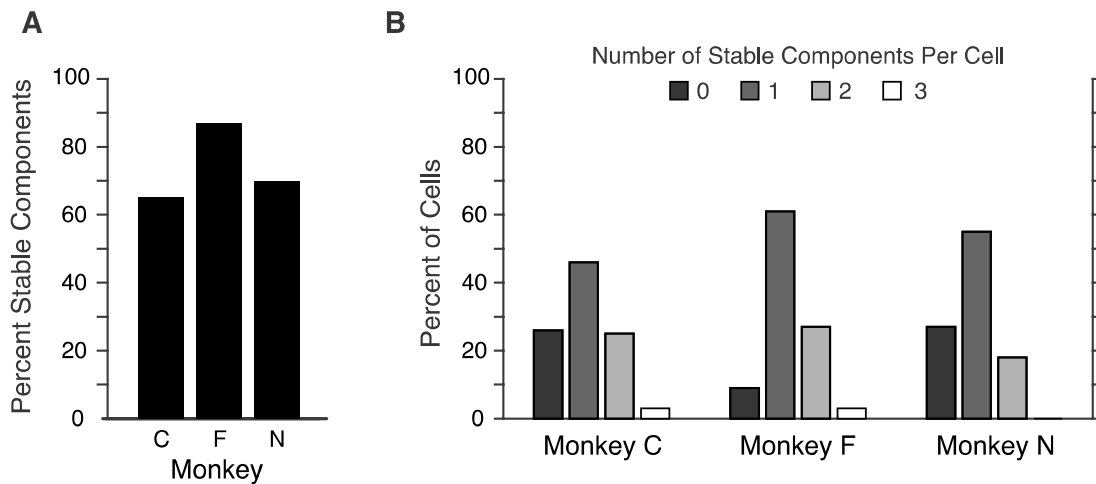 A
Percent Stable Components
100
80
60
40
20
0
C F N
Monkey
B
Number of Stable Components Per Cell
0 1 2 3
Percent of Cells
100
80
60
40
20
0
Monkey C Monkey F Monkey N